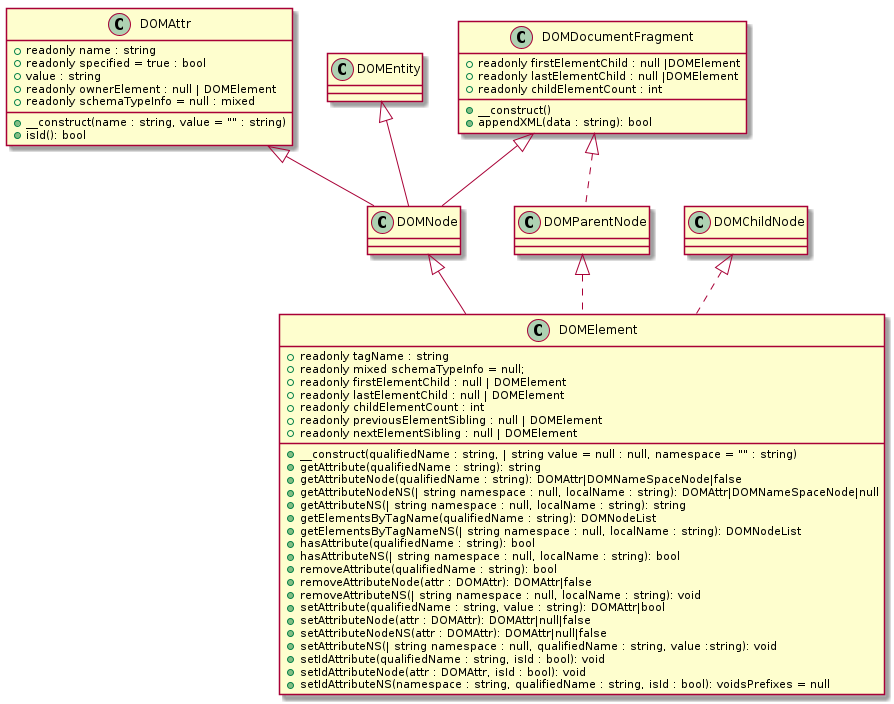 C DOMAttr
readonly name : string
readonly specified = true : bool
value : string
readonly ownerElement : null | DOMElement
readonly schemaTypeInfo = null : mixed
__construct(name : string, value = "" : string)
isId(): bool
C DOMEntity
C DOMDocumentFragment
readonly firstElementChild : null |DOMElement
readonly lastElementChild : null |DOMElement
readonly childElementCount : int
__construct()
appendXML(data : string): bool
C DOMNode
C DOMParentNode
C DOMChildNode
C DOMElement
readonly tagName : string
readonly mixed schemaTypeInfo = null;
readonly firstElementChild : null | DOMElement
readonly lastElementChild : null | DOMElement
readonly childElementCount : int
readonly previousElementSibling : null | DOMElement
readonly nextElementSibling : null | DOMElement
__construct(qualifiedName : string, | string value = null : null, namespace = "" : string)
getAttribute(qualifiedName : string): string
getAttributeNode(qualifiedName : string): DOMAttr|DOMNameSpaceNode|false
getAttributeNodeNS(| string namespace : null, localName : string): DOMAttr|DOMNameSpaceNode|null
getAttributeNS(| string namespace : null, localName : string): string
getElementsByTagName(qualifiedName : string): DOMNodeList
getElementsByTagNameNS(| string namespace : null, localName : string): DOMNodeList
hasAttribute(qualifiedName : string): bool
hasAttributeNS(| string namespace : null, localName : string): bool
removeAttribute(qualifiedName : string): bool
removeAttributeNode(attr : DOMAttr): DOMAttr|false
removeAttributeNS(| string namespace : null, localName : string): void
setAttribute(qualifiedName : string, value : string): DOMAttr|bool
setAttributeNode(attr : DOMAttr): DOMAttr|null|false
setAttributeNodeNS(attr : DOMAttr): DOMAttr|null|false
setAttributeNS(| string namespace : null, qualifiedName : string, value :string): void
setIdAttribute(qualifiedName : string, isId : bool): void
setIdAttributeNode(attr : DOMAttr, isId : bool): void
setIdAttributeNS(namespace : string, qualifiedName : string, isId : bool): voidsPrefixes = null